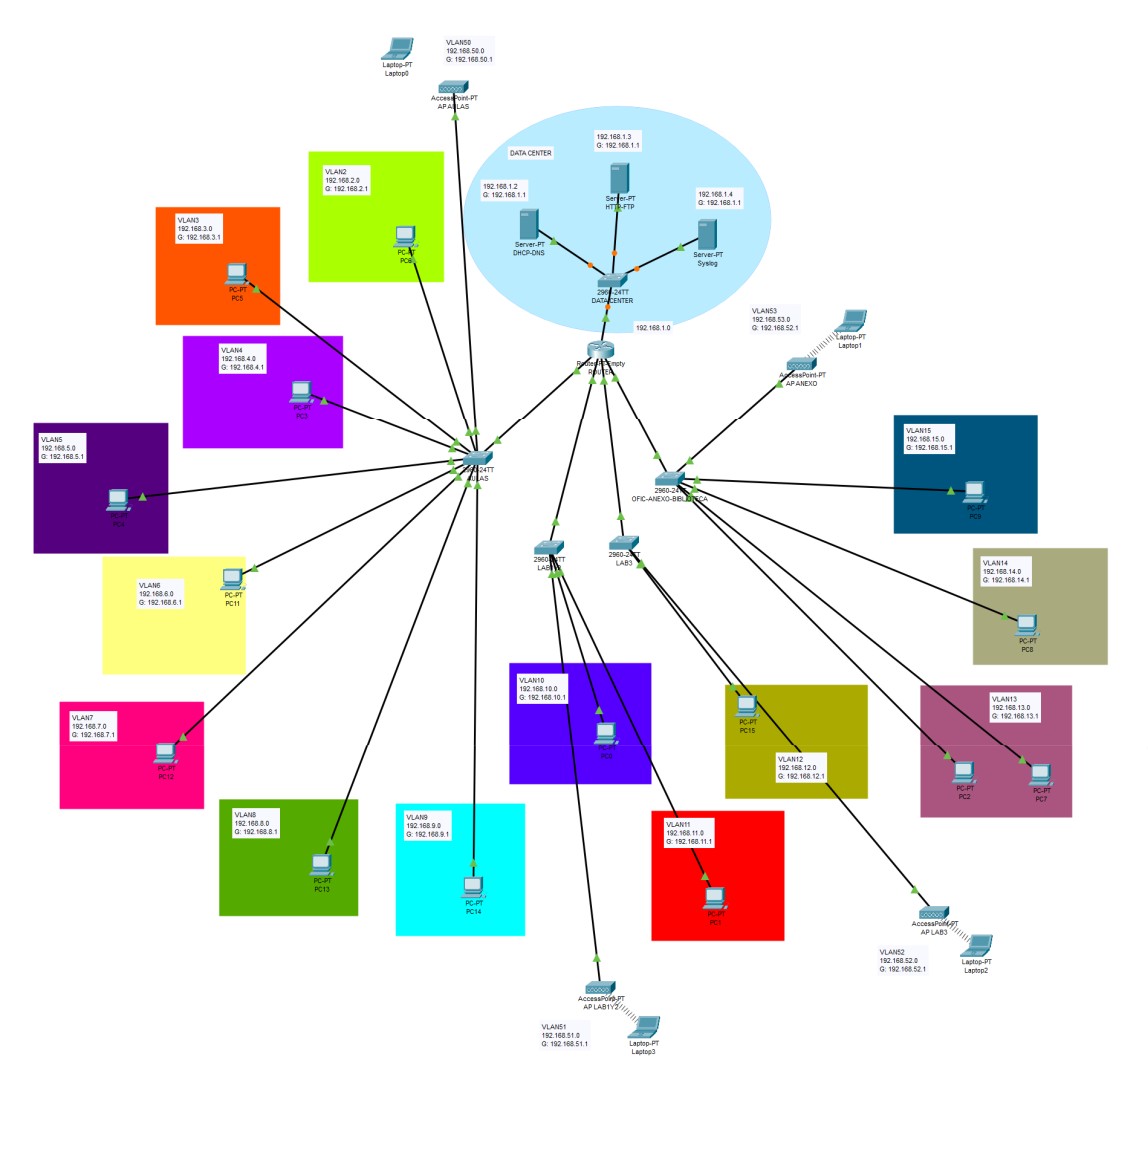 VLAN50
192.168.50.0
G: 192.168.50.1
Laptop-PT
Laptop0
AccessPoint-PT
AP AULAS
DATA CENTER
192.168.1.3
G: 192.168.1.1
Server-PT
HTTP-FTP
192.168.1.2
G: 192.168.1.1
Server-PT
DHCP-DNS
192.168.1.4
G: 192.168.1.1
Server-PT
Syslog
2960-24TT
DATA CENTER
192.168.1.0
Router-PT-Empty
ROUTER
VLAN2
192.168.2.0
G: 192.168.2.1
PC-PT
VLAN3
192.168.3.0
G: 192.168.3.1
PC-PT
PC5
VLAN4
192.168.4.0
G: 192.168.4.1
PC-PT
PC3
VLAN5
192.168.5.0
G: 192.168.5.1
PC-PT
PC4
2960-24TT
AULAS
VLAN53
192.168.53.0
G: 192.168.52.1
Laptop-PT
Laptop1
AccessPoint-PT
AP ANEXO
2960-24TT
OFIC-ANEXO-BIBLIOTECA
VLAN15
192.168.15.0
G: 192.168.15.1
PC-PT
PC9
VLAN6
192.168.6.0
G: 192.168.6.1
PC-PT
PC11
2960-24TT
2960-24TT
LAB3
VLAN14
192.168.14.0
G: 192.168.14.1
PC-PT
PC8
VLAN7
192.168.7.0
G: 192.168.7.1
PC-PT
PC12
VLAN10
192.168.10.0
G: 192.168.10.1
PC-PT
PC0
PC-PT
PC15
VLAN12
192.168.12.0
G: 192.168.12.1
VLAN13
192.168.13.0
G: 192.168.13.1
PC-PT
PC2
PC-PT
PC7
VLAN8
192.168.8.0
G: 192.168.8.1
PC-PT
PC13
VLAN9
192.168.9.0
G: 192.168.9.1
PC-PT
PC14
VLAN11
192.168.11.0
G: 192.168.11.1
PC-PT
PC1
AccessPoint-PT
AP LAB3
VLAN52
192.168.52.0
G: 192.168.52.1
Laptop-PT
Laptop2
AccessPoint-PT
AP LAB1Y2
VLAN51
192.168.51.0
G: 192.168.51.1
Laptop-PT
Laptop3